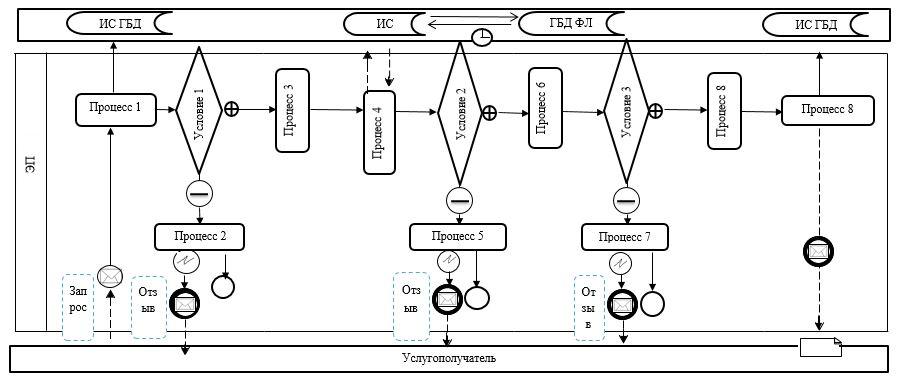 ИС ГБД
ИС
ГБД ФЛ
ИС ГБД
ЭП
Процесс 1
Условие 1
Процесс 3
Процесс 4
Условие 2
Процесс 6
Условие 3
Процесс 8
Процесс 8
Процесс 2
Процесс 5
Процесс 7
Зап
рос
Отз
ыв
Отз
ыв
От
зы
в
Услугополучатель